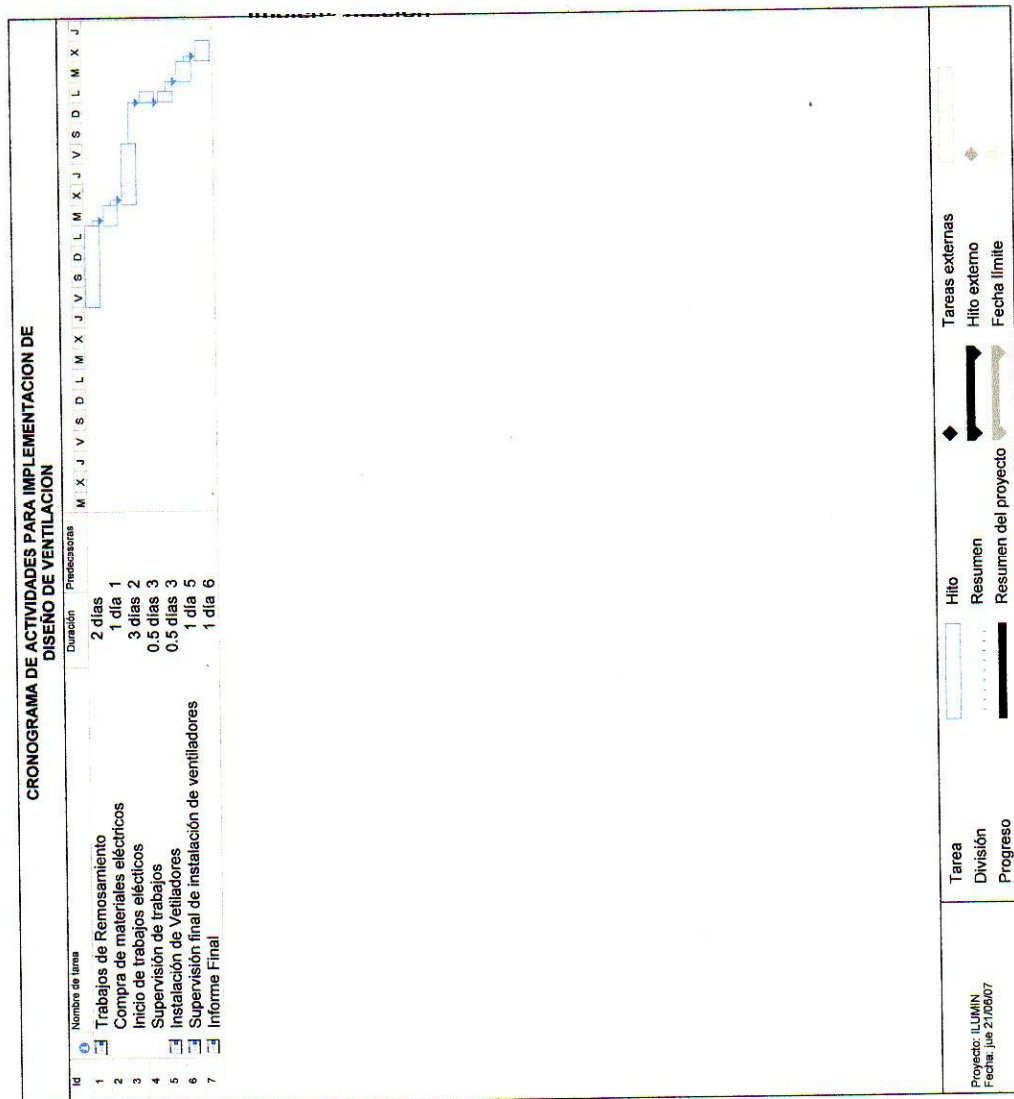 CRONOGRAMA DE ACTIVIDADES PARA IMPLEMENTACION DE
DISEÑO DE VENTILACION
Id Nombre de tarea Duración Predecesoras M X J V S D L M X J V S D L M X J V S D L M X J
1 Trabajos de Remosamiento 2 días
2 Compra de materiales eléctricos 1 día 1
3 Inicio de trabajos elécticos 3 días 2
4 Supervisión de trabajos 0.5 días 3
5 Instalación de Vetiladores 0.5 días 3
6 Supervisión final de instalación de ventiladores 1 día 5
7 Informe Final 1 día 6
Proyecto: ILUMIN
Fecha: jue 21/06/07
Tarea Hito Tareas externas
División Resumen Hito externo
Progreso Resumen del proyecto Fecha límite